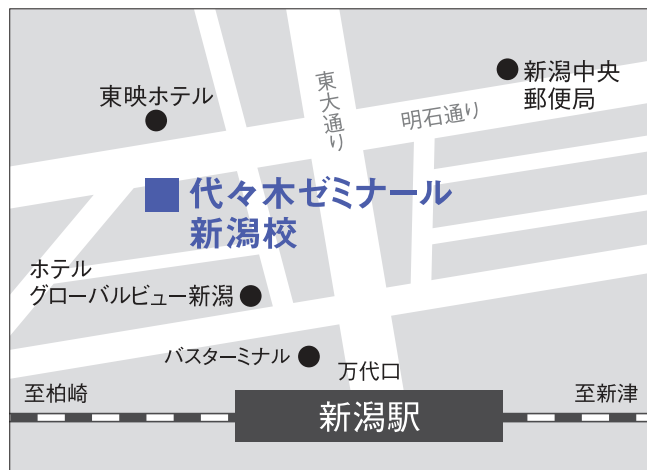 新潟中央
郵便局
東映ホテル
東大通り
明石通り
代々木ゼミナール
新潟校
ホテル
グローバルビュー新潟
バスターミナル
万代口
至柏崎
至新津
新潟駅